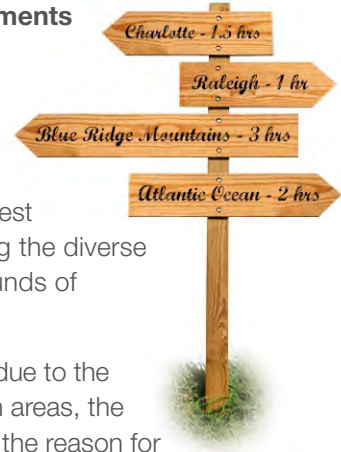 ments
Charlotte - 1.5 hrs
Raleigh - 1 hr
Blue Ridge Mountains - 3 hrs
Atlantic Ocean - 2 hrs
est
g the diverse
unds of
due to the
n areas, the
the reason for